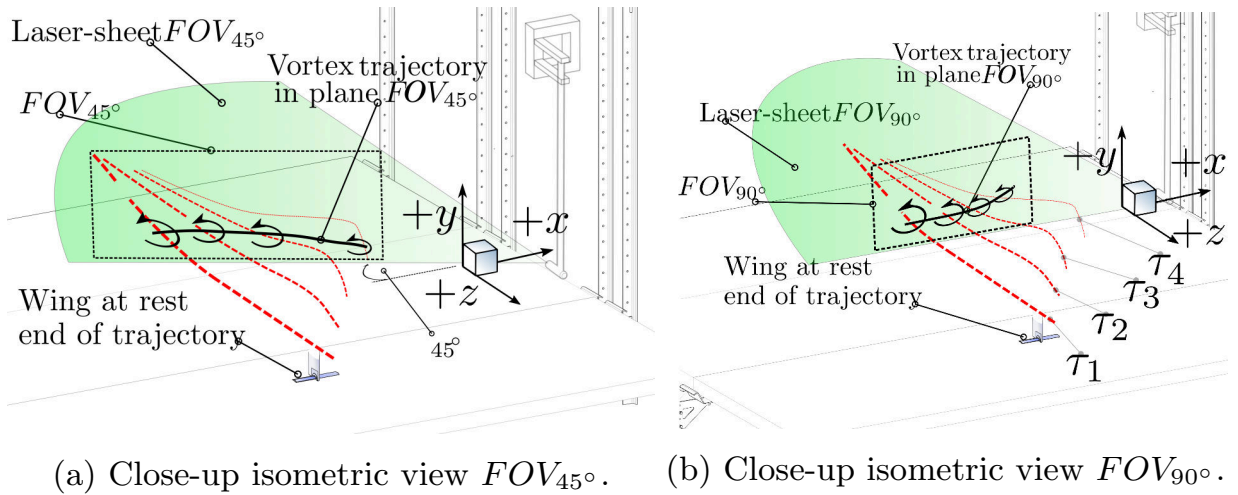 Laser-sheet FOV₄₅°
Vortex trajectory
in plane FOV₄₅°
FOV₄₅°
+y
+x
+z
Wing at rest
end of trajectory
45°
(a) Close-up isometric view FOV₄₅°.
Vortex trajectory
in plane FOV₉₀°
Laser-sheet FOV₉₀°
FOV₉₀°
+y
+x
+z
Wing at rest
end of trajectory
τ₄
τ₃
τ₂
τ₁
(b) Close-up isometric view FOV₉₀°.